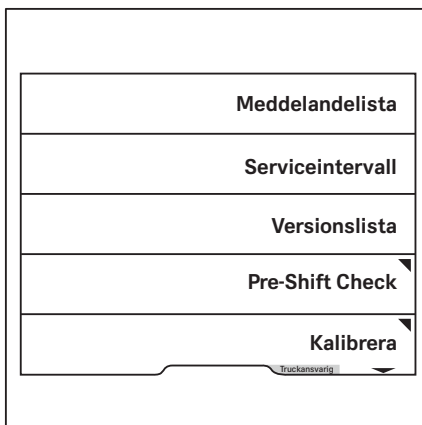 Meddelandelista
Serviceintervall
Versionslista
Pre-Shift Check
Kalibrera
Truckansvarig